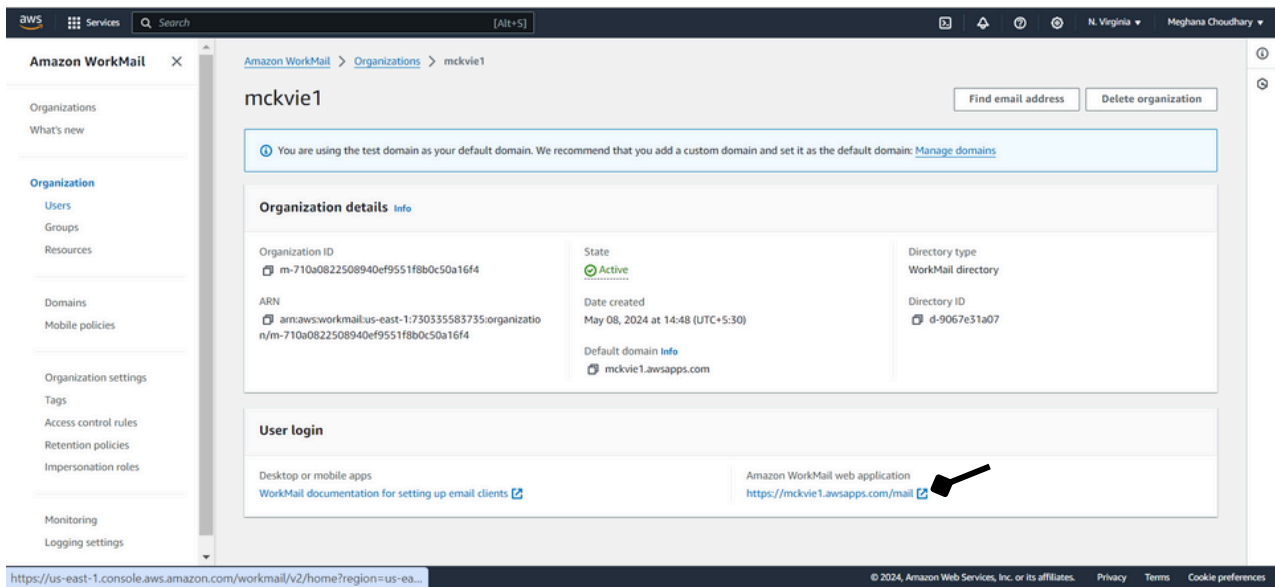 aws Services Search [Alt+S] N. Virginia Meghana Choudhary
Amazon WorkMail
Organizations
What's new
Organization
Users
Groups
Resources
Domains
Mobile policies
Organization settings
Tags
Access control rules
Retention policies
Impersonation roles
Monitoring
Logging settings
Amazon WorkMail > Organizations > mckvie1
mckvie1
Find email address
Delete organization
You are using the test domain as your default domain. We recommend that you add a custom domain and set it as the default domain: Manage domains
Organization details Info
Organization ID
m-710a0822508940ef9551f8b0c50a16f4
ARN
arn:aws:workmail:us-east-1:730335583735:organizatio
n/m-710a0822508940ef9551f8b0c50a16f4
State
Active
Date created
May 08, 2024 at 14:48 (UTC+5:30)
Default domain Info
mckvie1.awsapps.com
Directory type
WorkMail directory
Directory ID
d-9067e31a07
User login
Desktop or mobile apps
WorkMail documentation for setting up email clients
Amazon WorkMail web application
https://mckvie1.awsapps.com/mail
https://us-east-1.console.aws.amazon.com/workmail/v2/home?region=us-ea...
© 2024, Amazon Web Services, Inc. or its affiliates. Privacy Terms Cookie preferences